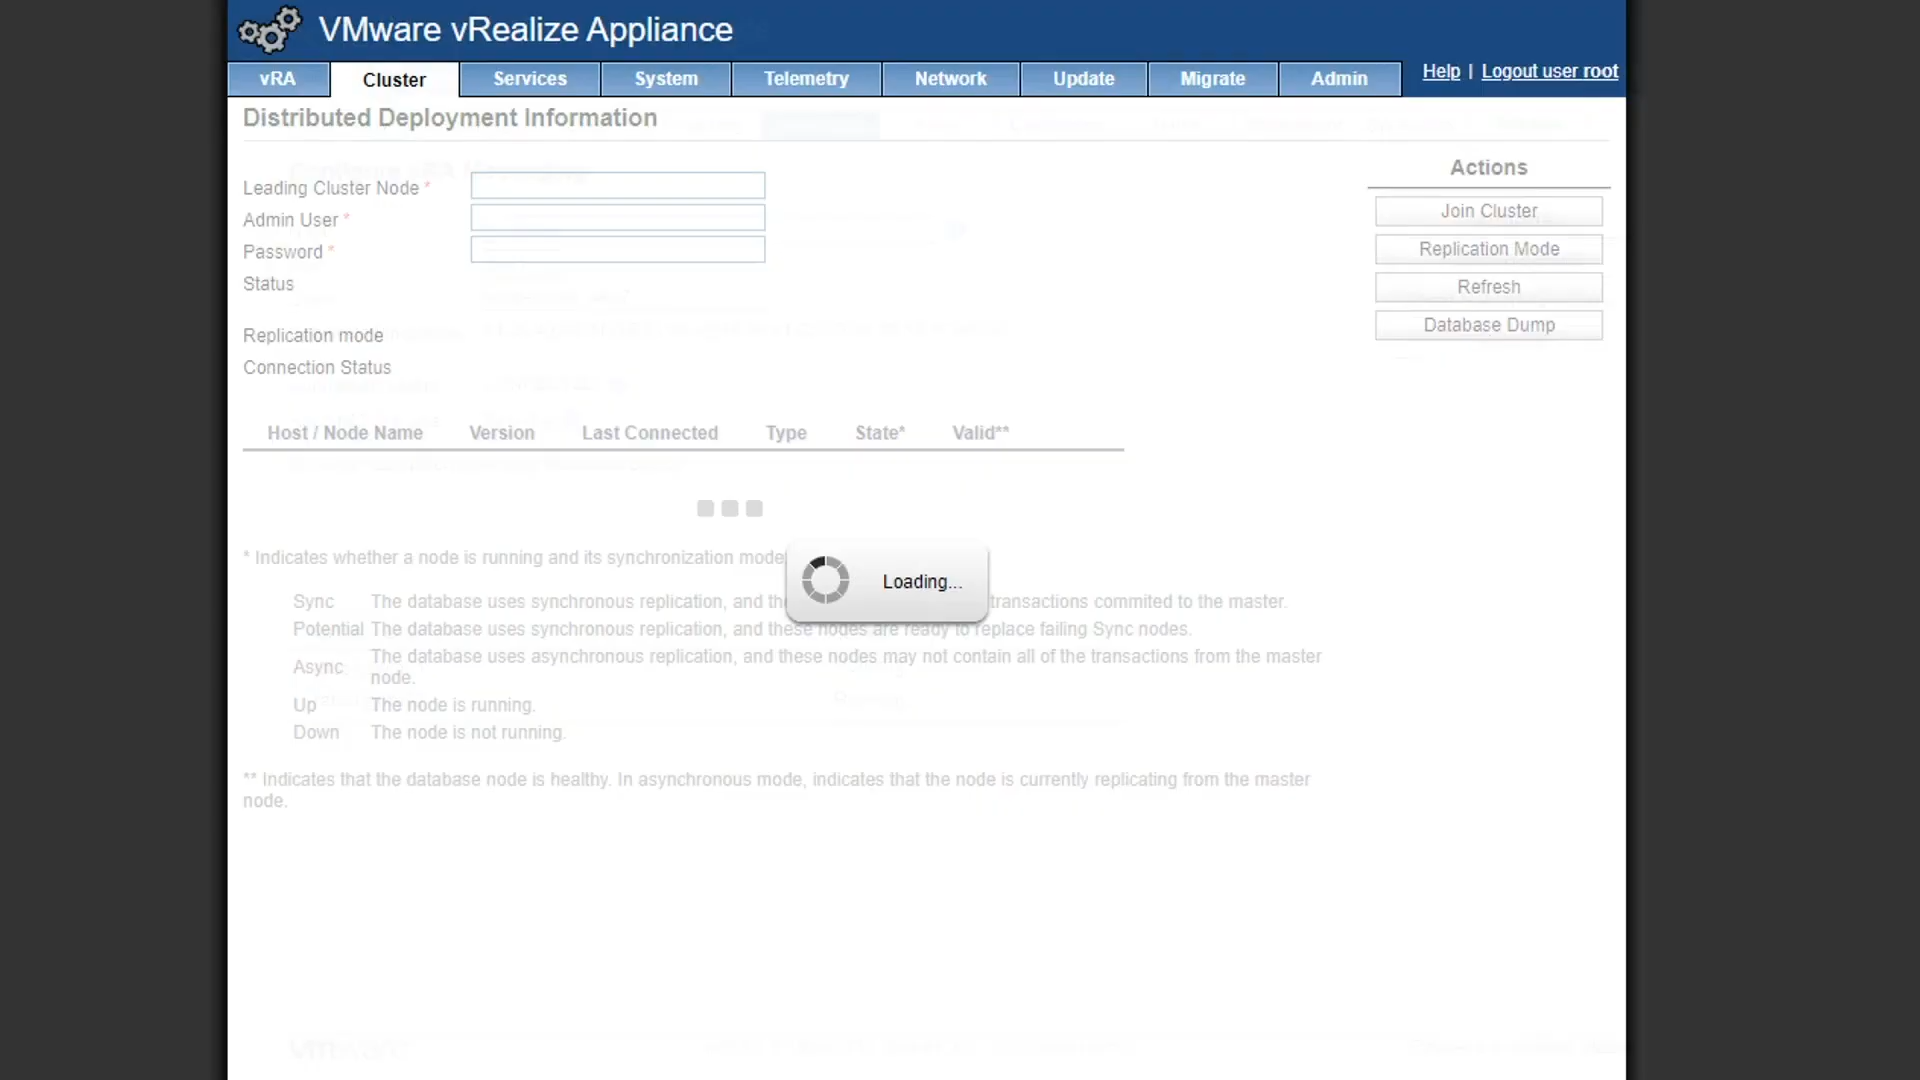 VMware vRealize Appliance
vRA Cluster Services System Telemetry Network Update Migrate Admin Help | Logout user root
Distributed Deployment Information
Actions
Leading Cluster Node *
Join Cluster
Admin User *
Replication Mode
Password *
Status
Refresh
Database Dump
Replication mode
Connection Status
Host / Node Name Version Last Connected Type State* Valid**
* Indicates whether a node is running and its synchronization mode
Loading...
Sync The database uses synchronous replication, and transactions commited to the master.
Potential The database uses synchronous replication, and these nodes are ready to replace failing Sync nodes.
Async The database uses asynchronous replication, and these nodes may not contain all of the transactions from the master
node.
Up The node is running.
Down The node is not running.
** Indicates that the database node is healthy. In asynchronous mode, indicates that the node is currently replicating from the master
node.
vmware